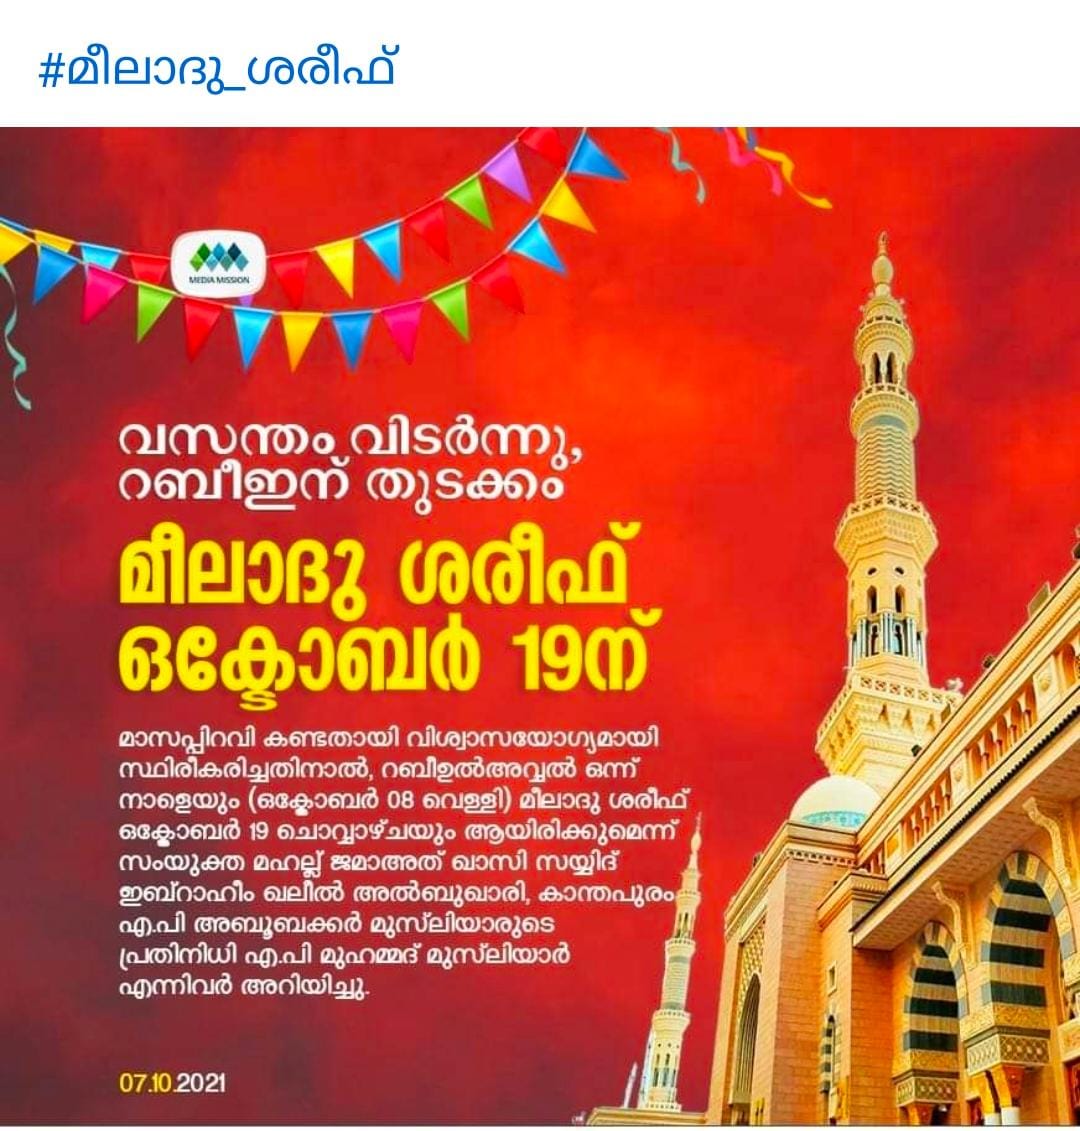 #മീലാദു_ശരീഫ്
MEDIA MISSION
വസന്തം വിടർന്നു,
റബീഇന് തുടക്കം
മീലാദു ശരീഫ്
ഒക്ടോബർ 19ന്
മാസപ്പിറവി കണ്ടതായി വിശ്വാസയോഗ്യമായി
സ്ഥിരീകരിച്ചതിനാൽ, റബീഉൽഅവ്വൽ ഒന്ന്
നാളെയും (ഒക്ടോബർ 08 വെള്ളി) മീലാദു ശരീഫ്
ഒക്ടോബർ 19 ചൊവ്വാഴ്ചയും ആയിരിക്കുമെന്ന്
സംയുക്ത മഹല്ല് ജമാഅത് ഖാസി സയ്യിദ്
ഇബ്റാഹീം ഖലീൽ അൽബുഖാരി, കാന്തപുരം
എ.പി അബൂബക്കർ മുസ്‌ലിയാരുടെ
പ്രതിനിധി എ.പി മുഹമ്മദ് മുസ്‌ലിയാർ
എന്നിവർ അറിയിച്ചു.
07.10.2021